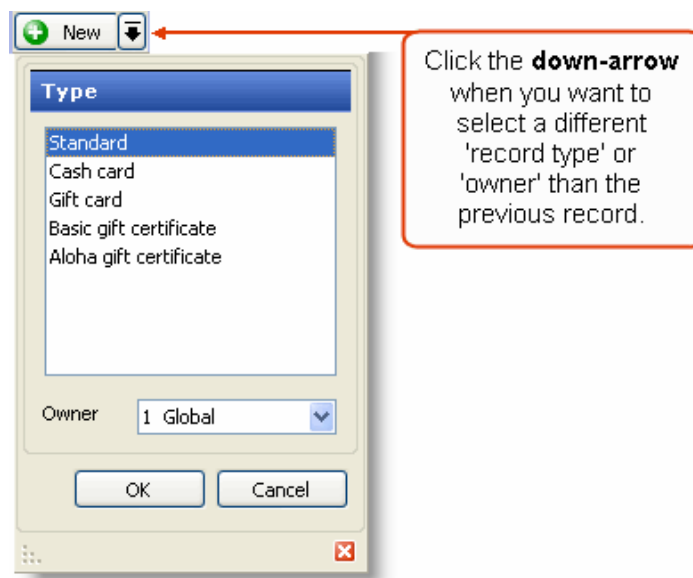 New
Click the down-arrow
when you want to
select a different
'record type' or
'owner' than the
previous record.
Type
Standard
Cash card
Gift card
Basic gift certificate
Aloha gift certificate
Owner 1 Global
OK Cancel